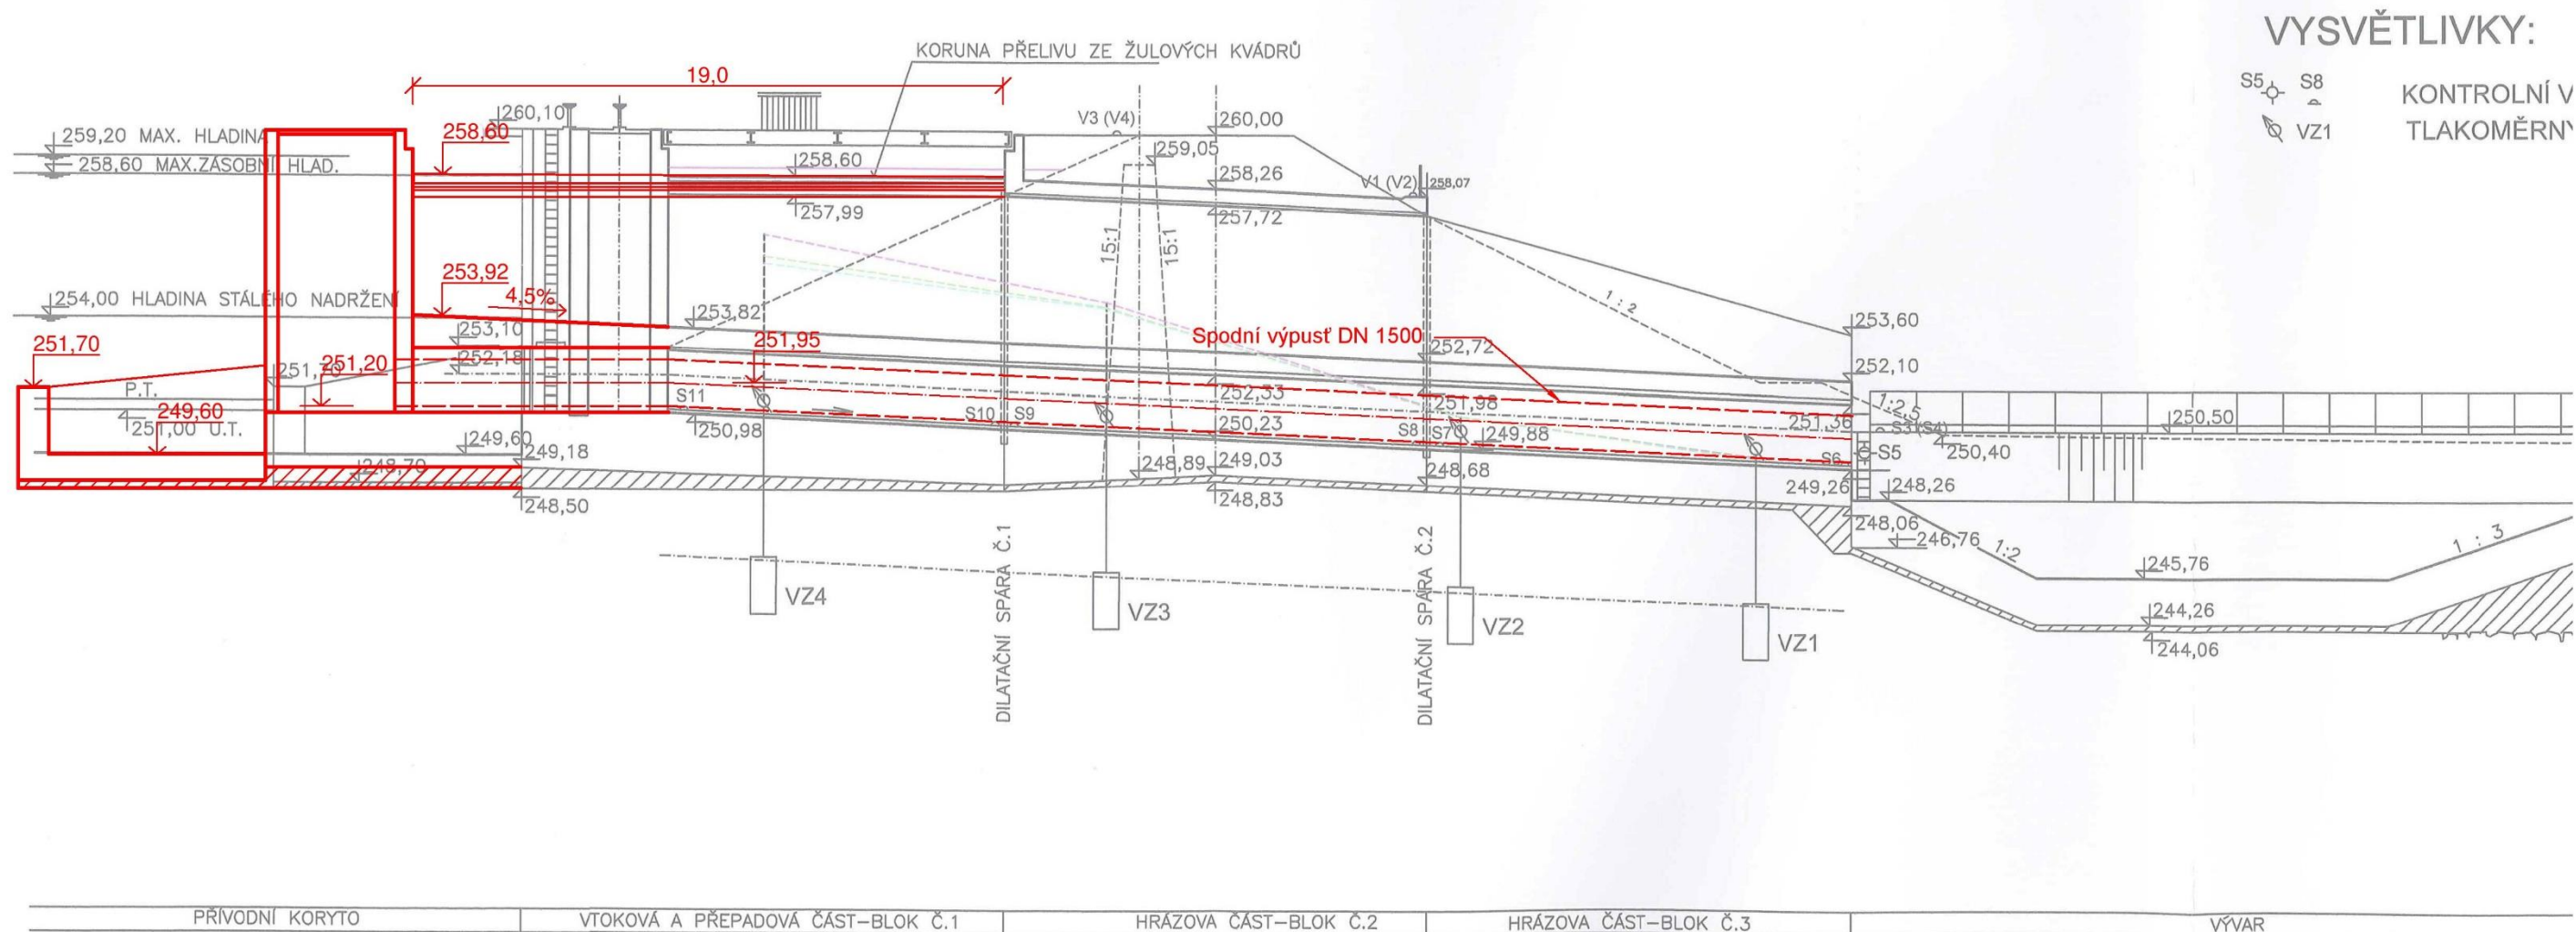 VYSVĚTLIVKY:
S5 S8 KONTROLNÍ V
VZ1 TLAKOMĚRN
KORUNA PŘELIVU ZE ŽULOVÝCH KVÁDRŮ
19,0
260,10
V3 (V4)
260,00
259,20 MAX. HLADINA
258,60
258,60 MAX.ZÁSOBNÍ HLAD.
258,60
259,05
258,26
V1 (V2)
258,07
257,99
257,72
15:1
15:1
253,92
4,5%
254,00 HLADINA STÁLÉHO NADRŽENÍ
1:2
253,82
253,10
253,60
251,70
251,95
Spodní výpusť DN 1500
252,72
252,18
252,10
251,20
P.T.
249,60
251,00 U.T.
S11
S10 S9
252,33
251,98
1:2,5
250,98
250,23
S8 S7
249,88
251,36
S3 (S4)
250,50
250,40
249,60
249,18
248,70
248,89
249,03
248,68
S6
S5
249,26
248,26
248,50
248,83
248,06
246,76
1:2
1 : 3
245,76
244,26
244,06
VZ4
VZ3
VZ2
VZ1
DILATAČNÍ SPÁRA Č.1
DILATAČNÍ SPÁRA Č.2
PŘÍVODNÍ KORYTO
VTOKOVÁ A PŘEPADOVÁ ČÁST-BLOK Č.1
HRÁZOVA ČÁST-BLOK Č.2
HRÁZOVA ČÁST-BLOK Č.3
VÝVAR